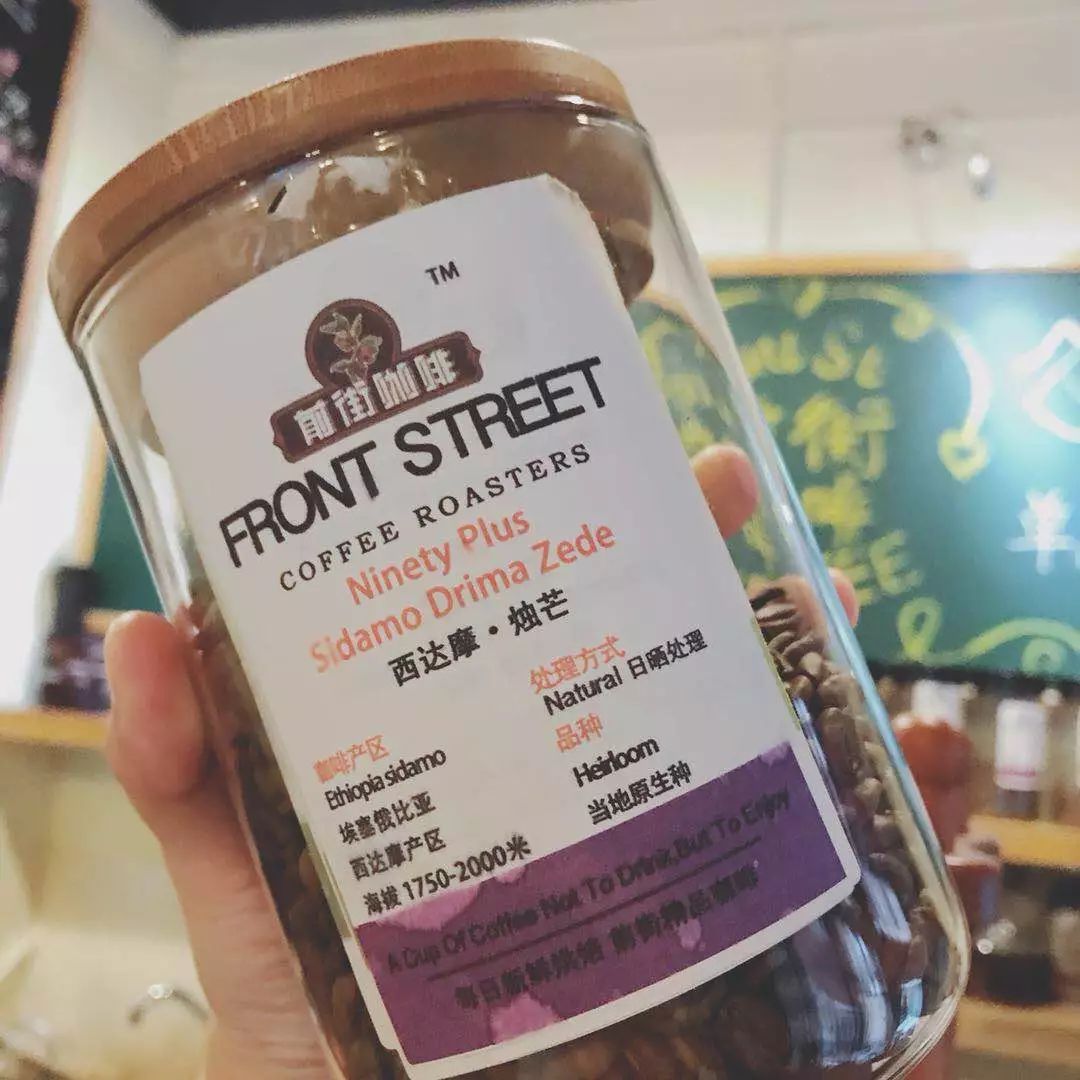 TM
前街咖啡
FRONT STREET
COFFEE ROASTERS
Ninety Plus
Sidamo Drima Zede
西达摩·烛芒
处理方式
Natural 日晒处理
品种
Heirloom
当地原生种
咖啡产区
Ethiopia sidamo
埃塞俄比亚
西达摩产区
海拔 1750-2000米
A Cup Of Coffee Not To Drink,But To Enjoy
每日新鲜烘焙 前街精品咖啡
街